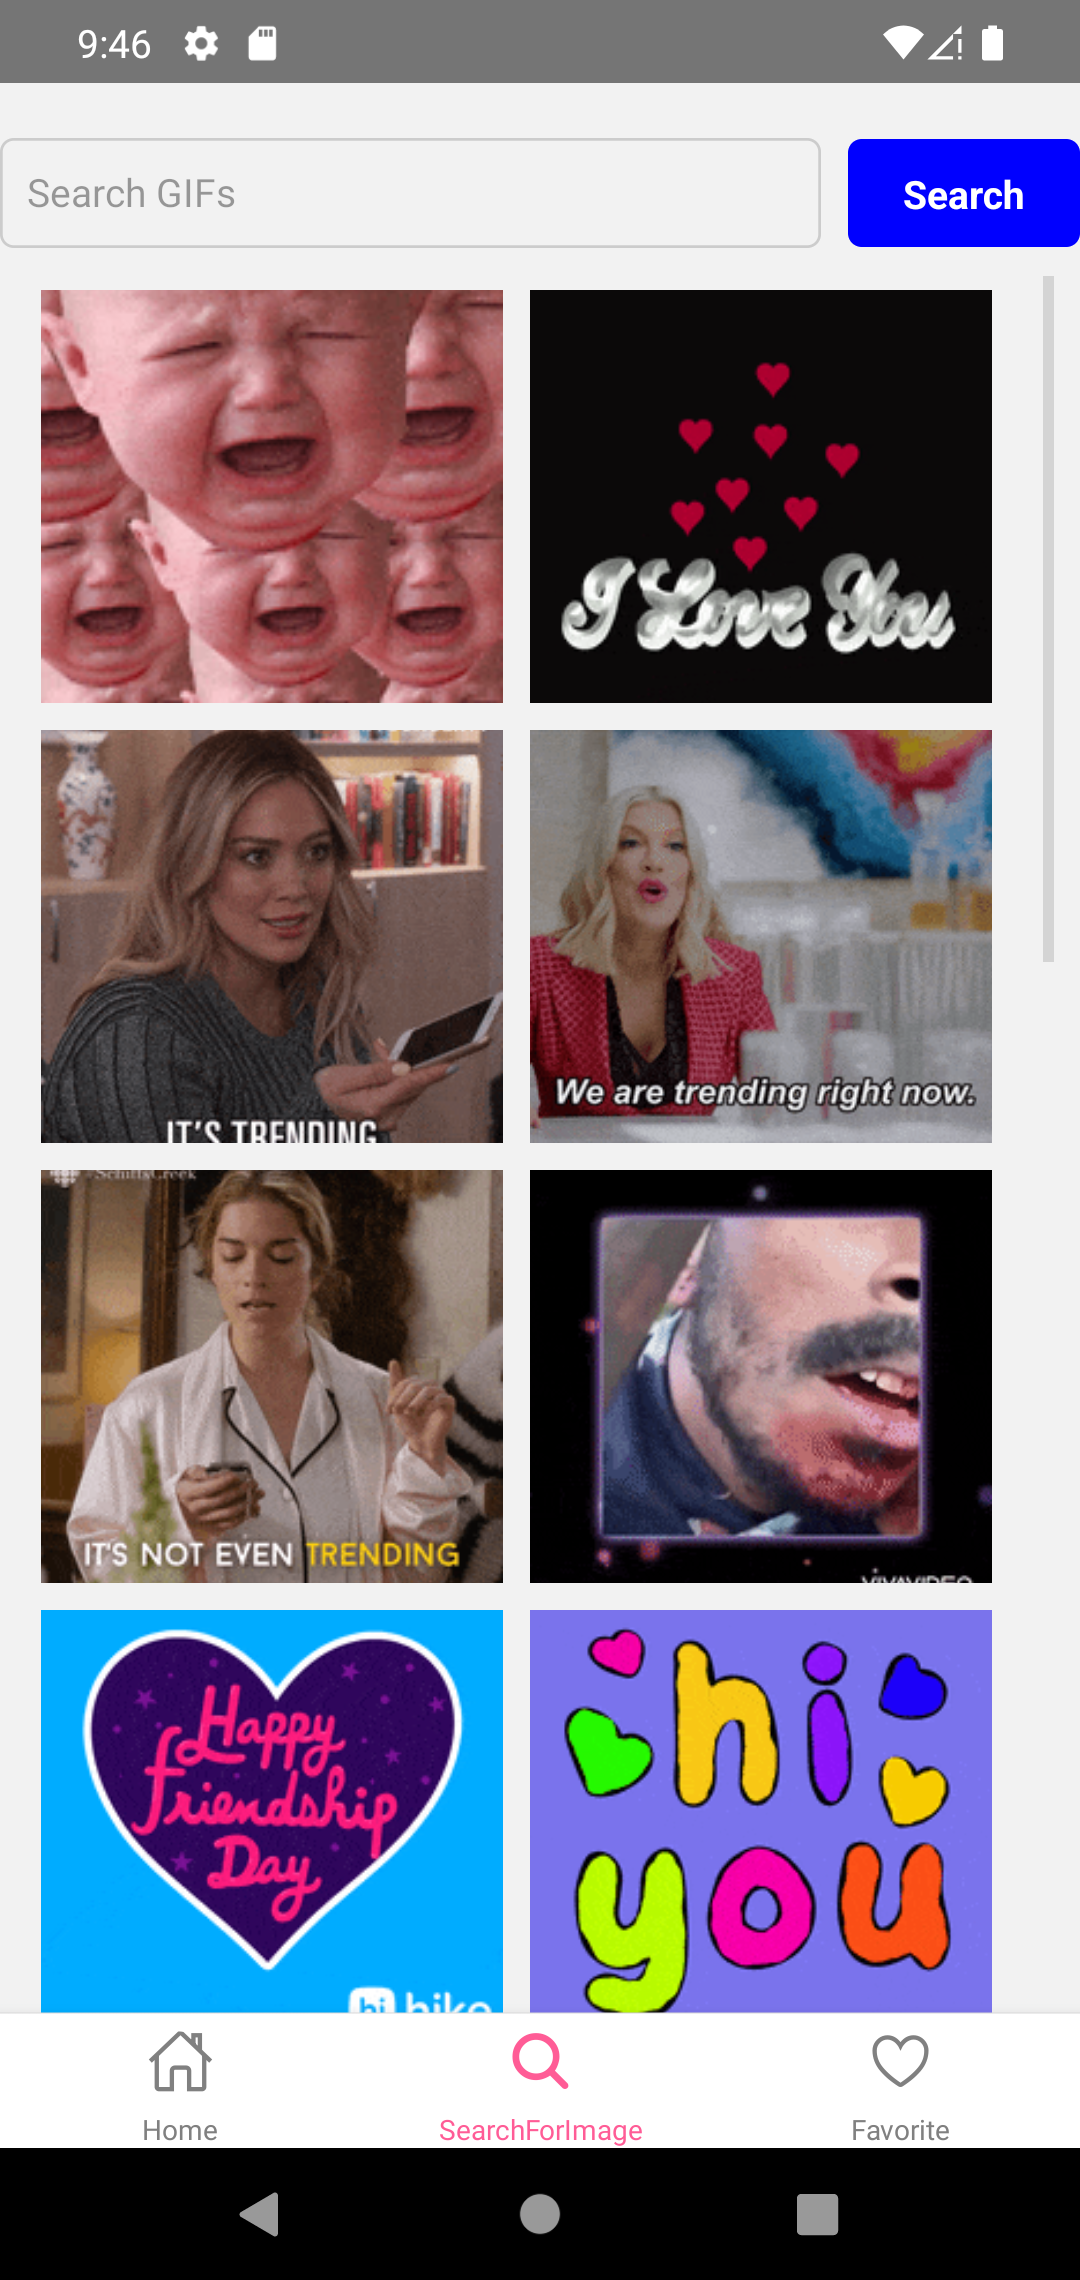 9:46
Search GIFs
Search
I Love You
IT'S TRENDING
We are trending right now.
SchittsCreek
IT'S NOT EVEN TRENDING
VIVAVIDEO
Happy
friendship
Day
hi hike
hi
you
Home
SearchForImage
Favorite